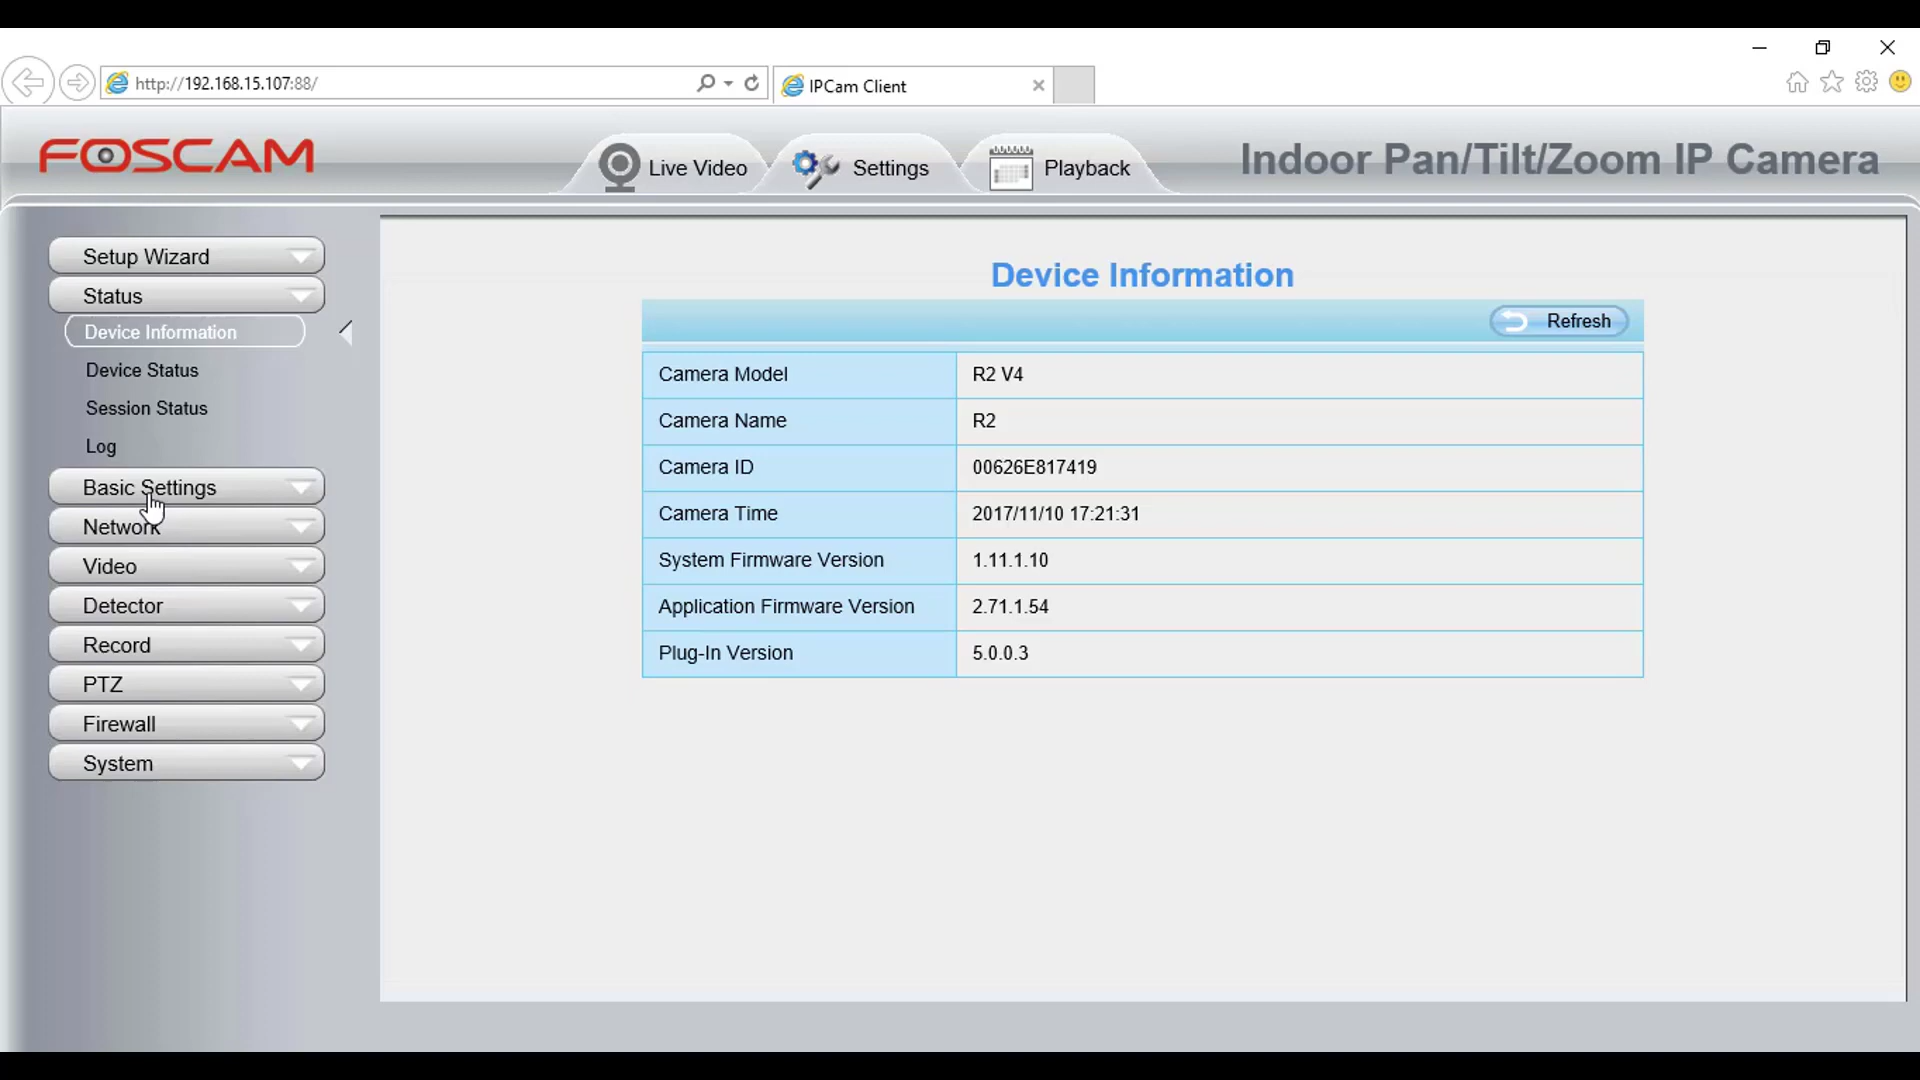 http://192.168.15.107:88/
IPCam Client
FOSCAM
Live Video
Settings
Playback
Indoor Pan/Tilt/Zoom IP Camera
Setup Wizard
Status
Device Information
Device Status
Session Status
Log
Basic Settings
Network
Video
Detector
Record
PTZ
Firewall
System
Device Information
Refresh
Camera Model R2 V4
Camera Name R2
Camera ID 00626E817419
Camera Time 2017/11/10 17:21:31
System Firmware Version 1.11.1.10
Application Firmware Version 2.71.1.54
Plug-In Version 5.0.0.3